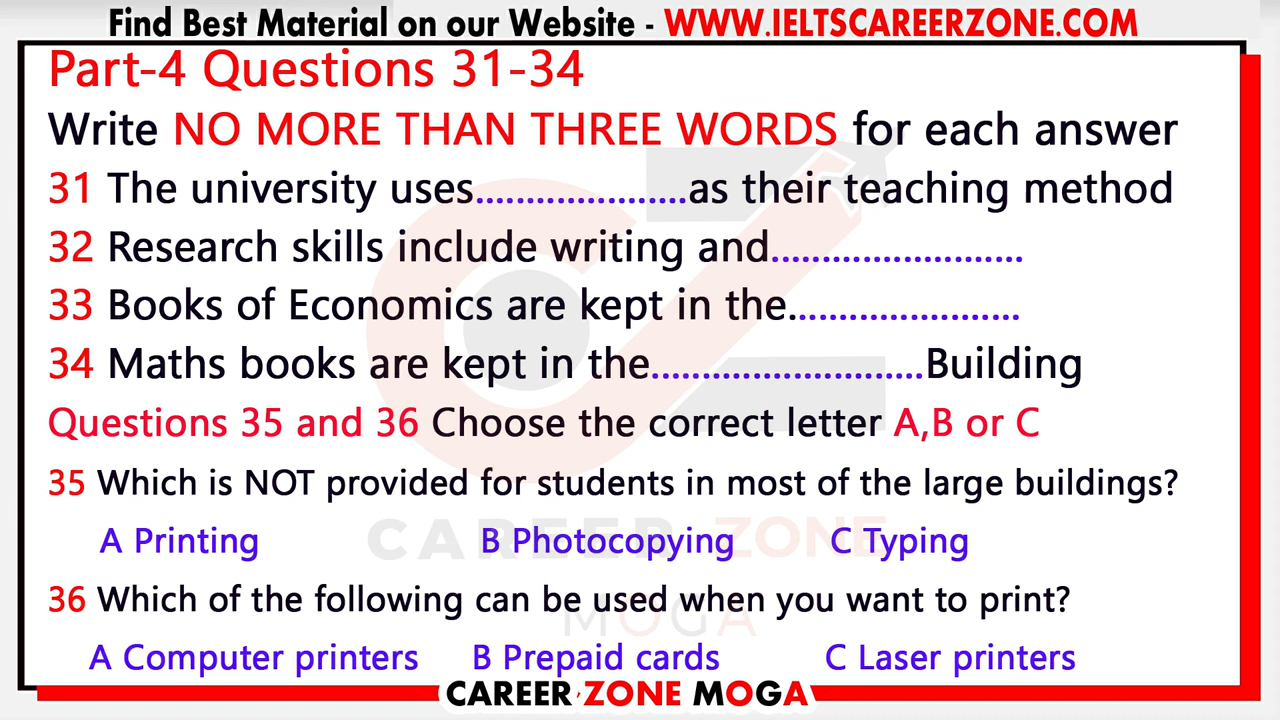 Find Best Material on our Website - WWW.IELTSCAREERZONE.COM
Part-4 Questions 31-34
Write NO MORE THAN THREE WORDS for each answer
31 The university uses.....................as their teaching method
32 Research skills include writing and.........................
33 Books of Economics are kept in the.......................
34 Maths books are kept in the...........................Building
Questions 35 and 36 Choose the correct letter A,B or C
35 Which is NOT provided for students in most of the large buildings?
A Printing B Photocopying C Typing
CAREER ZONE
36 Which of the following can be used when you want to print?
MOGA
A Computer printers B Prepaid cards C Laser printers
CAREER ZONE MOGA